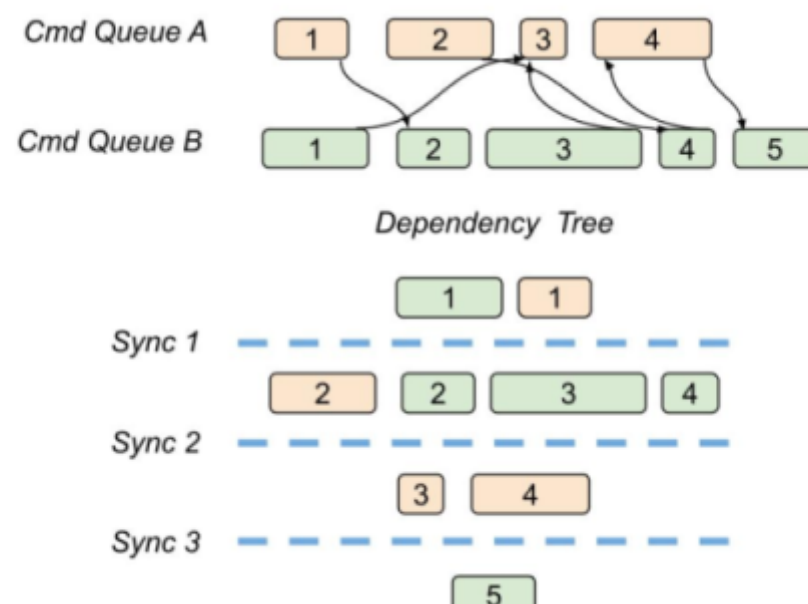 Cmd Queue A 1 2 3 4
Cmd Queue B 1 2 3 4 5
Dependency Tree
1 1
Sync 1
2 2 3 4
Sync 2
3 4
Sync 3
5